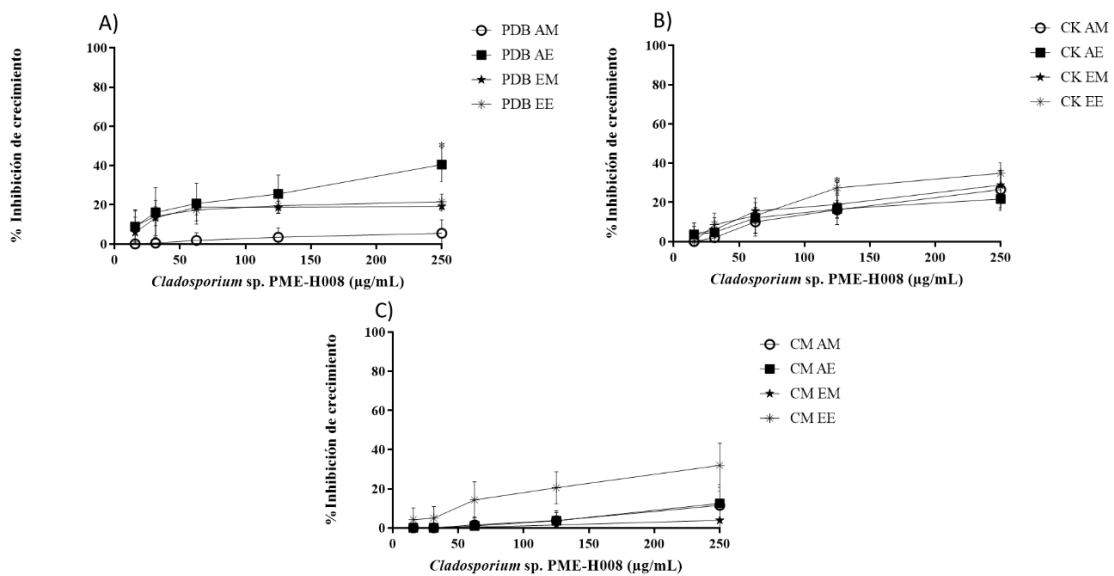 A)
PDB AM
PDB AE
PDB EM
PDB EE
% Inhibición de crecimiento
100
80
60
40
20
0
*
0 50 100 150 200 250
Cladosporium sp. PME-H008 (µg/mL)
B)
CK AM
CK AE
CK EM
CK EE
% Inhibición de crecimiento
100
80
60
40
20
0
*
0 50 100 150 200 250
Cladosporium sp. PME-H008 (µg/mL)
C)
CM AM
CM AE
CM EM
CM EE
% Inhibición de crecimiento
100
80
60
40
20
0
0 50 100 150 200 250
Cladosporium sp. PME-H008 (µg/mL)